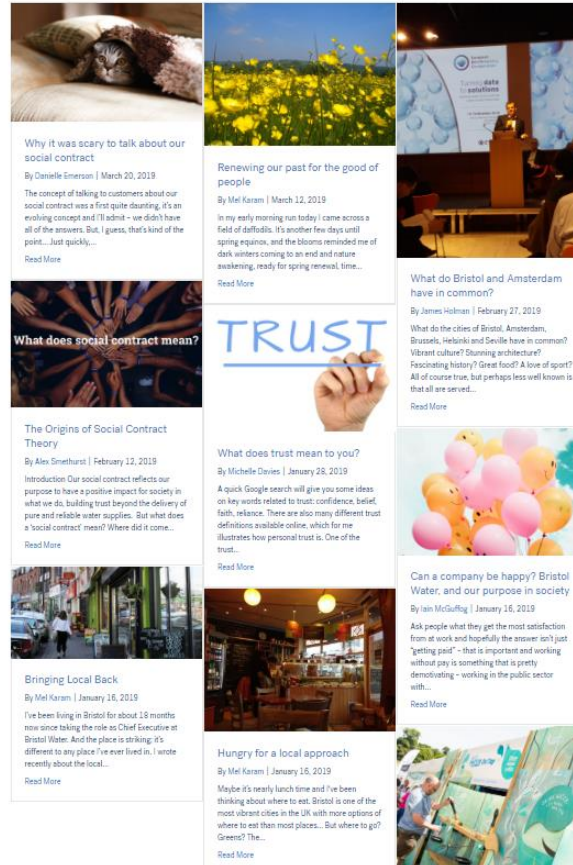 Why it was scary to talk about our
social contract
By Danielle Emerson | March 20, 2019
The concept of talking to customers about our
social contract was a first quite daunting, it's an
evolving concept and I'll admit – we didn't have
all of the answers. But, I guess, that's kind of the
point... Just quickly,...
Read More
What does social contract mean?
The Origins of Social Contract
Theory
By Alex Smethurst | February 12, 2019
Introduction Our social contract reflects our
purpose to have a positive impact for society in
what we do, building trust beyond the delivery of
pure and reliable water supplies. But what does
a 'social contract' mean? Where did it come...
Read More
Bringing Local Back
By Mel Karam | January 16, 2019
I've been living in Bristol for about 18 months
now since taking the role as Chief Executive at
Bristol Water. And the place is striking; it's
different to any place I've ever lived in. I wrote
recently about the local...
Read More
Renewing our past for the good of
people
By Mel Karam | March 12, 2019
In my early morning run today I came across a
field of daffodils. It's another few days until
spring equinox, and the blooms reminded me of
dark winters coming to an end and nature
awakening, ready for spring renewal, time...
Read More
TRUST
What does trust mean to you?
By Michelle Davies | January 28, 2019
A quick Google search will give you some ideas
on key words related to trust: confidence, belief,
faith, reliance. There are also many different trust
definitions available online, which for me
illustrates how personal trust is. One of the
trust...
Read More
Hungry for a local approach
By Mel Karam | January 16, 2019
Maybe it's nearly lunch time and I've been
thinking about where to eat. Bristol is one of the
most vibrant cities in the UK with more options of
where to eat than most places... But where to go?
Greens? The...
Read More
Turning data
to solutions
What do Bristol and Amsterdam
have in common?
By James Holman | February 27, 2019
What do the cities of Bristol, Amsterdam,
Brussels, Helsinki and Seville have in common?
Vibrant culture? Stunning architecture?
Fascinating history? Great food? A love of sport?
All of course true, but perhaps less well known is
that all are served...
Read More
Can a company be happy? Bristol
Water, and our purpose in society
By Iain McGuffog | January 16, 2019
Ask people what they get the most satisfaction
from at work and hopefully the answer isn't just
"getting paid" – that is important and working
without pay is something that is pretty
demotivating – working in the public sector
with...
Read More